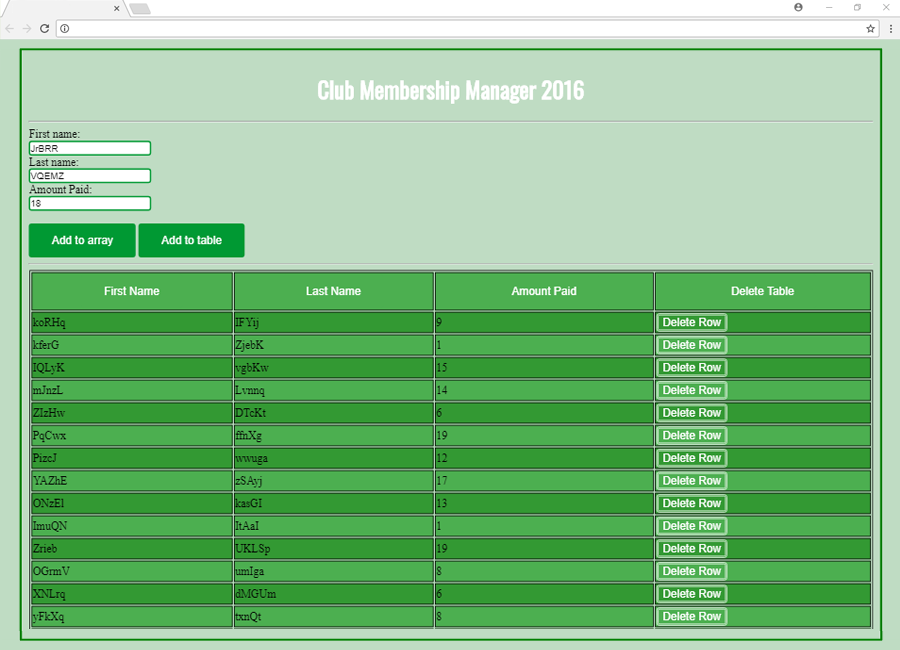 Club Membership Manager 2016
First name:
JrBRR
Last name:
VQEMZ
Amount Paid:
18
Add to array Add to table
First Name Last Name Amount Paid Delete Table
koRHq IFYij 9 Delete Row
kferG ZjebK 1 Delete Row
IQLyK vgbKw 15 Delete Row
mJnzL Lvnnq 14 Delete Row
ZIzHw DTcKt 6 Delete Row
PqCwx ffnXg 19 Delete Row
PizcJ wwuga 12 Delete Row
YAZhE zSAyj 17 Delete Row
ONzEl kasGI 13 Delete Row
ImuQN ItAaI 1 Delete Row
Zrieb UKLSp 19 Delete Row
OGrmV umIga 8 Delete Row
XNLrq dMGUm 6 Delete Row
yFkXq txnQt 8 Delete Row